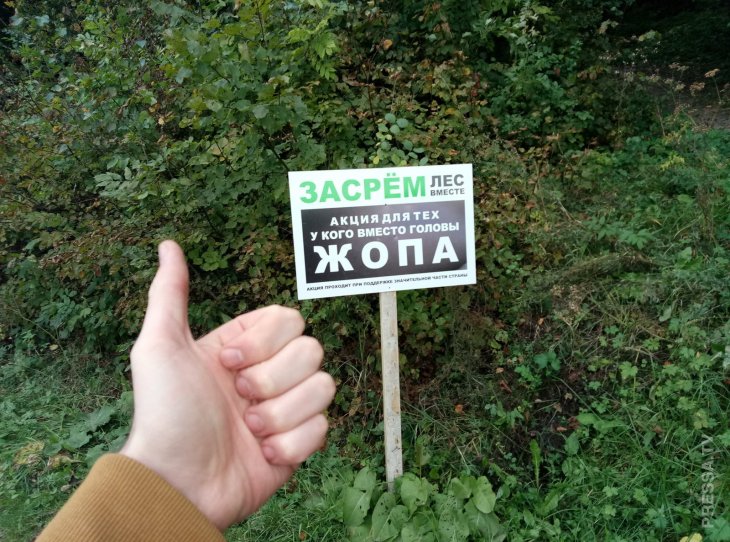 ЗАСРЁМ ЛЕС
ВМЕСТЕ
АКЦИЯ ДЛЯ ТЕХ
У КОГО ВМЕСТО ГОЛОВЫ
ЖОПА
АКЦИЯ ПРОХОДИТ ПРИ ПОДДЕРЖКЕ ЗНАЧИТЕЛЬНОЙ ЧАСТИ СТРАНЫ
PRESSA.TV